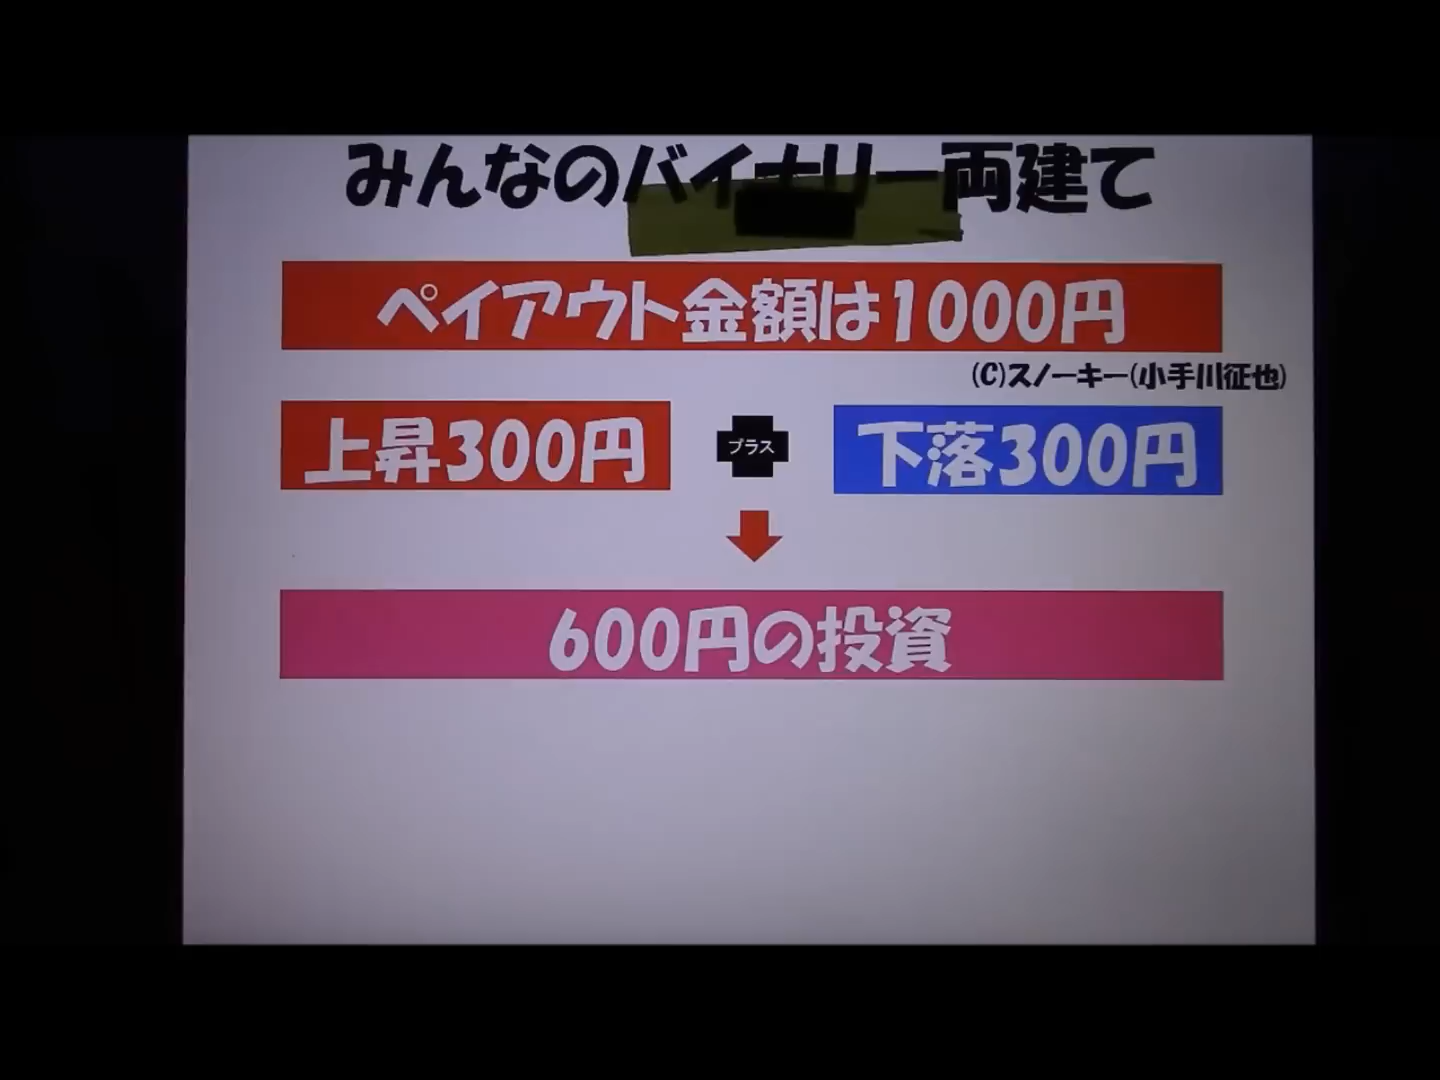 みんなのバイナリー両建て
ペイアウト金額は1000円
(C)スノーキー(小手川征也)
上昇300円
プラス
下落300円
600円の投資